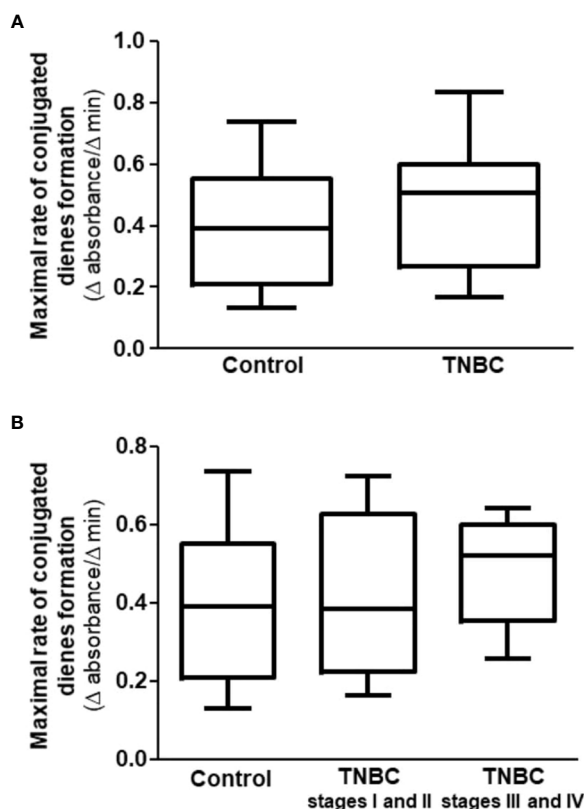 A
Maximal rate of conjugated
dienes formation
(Δ absorbance/Δ min)
1.0
0.8
0.6
0.4
0.2
0.0
Control TNBC
B
Maximal rate of conjugated
dienes formation
(Δ absorbance/Δ min)
0.8
0.6
0.4
0.2
0.0
Control TNBC TNBC
stages I and II stages III and IV